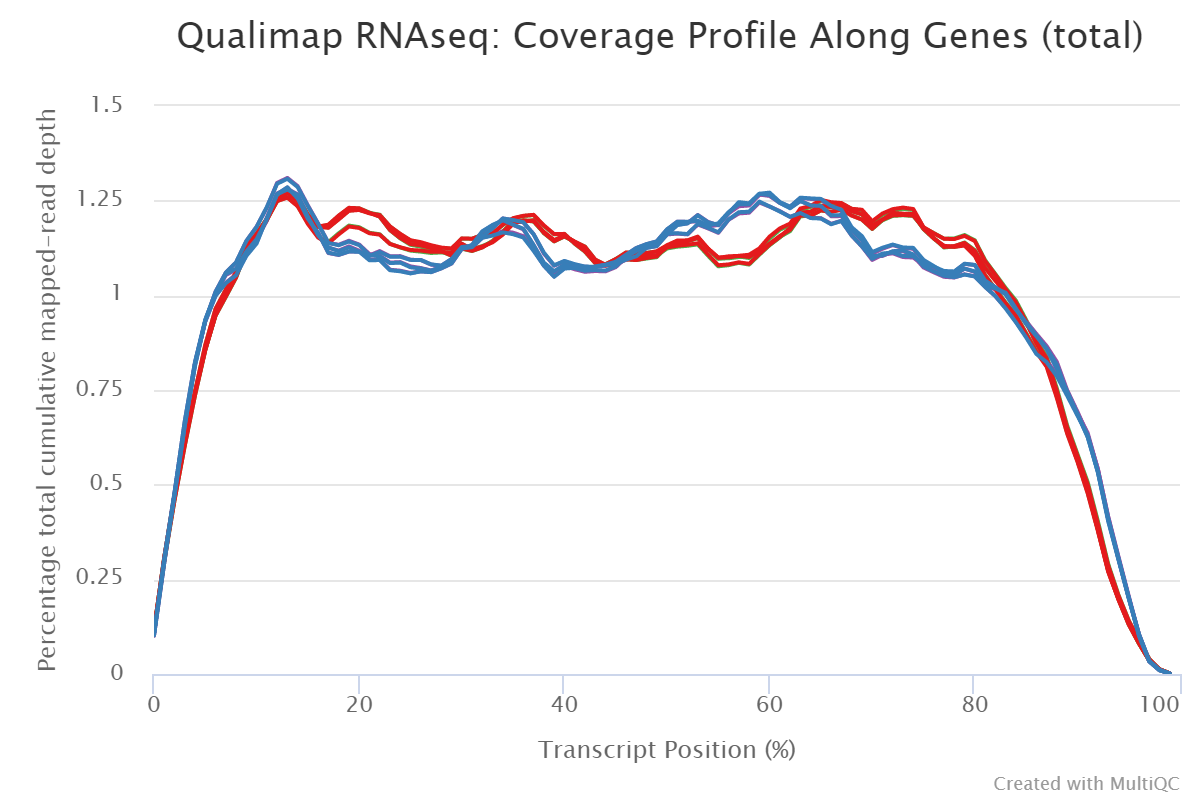 Qualimap RNAseq: Coverage Profile Along Genes (total)
Percentage total cumulative mapped-read depth
1.5
1.25
1
0.75
0.5
0.25
0
0 20 40 60 80 100
Transcript Position (%)
Created with MultiQC